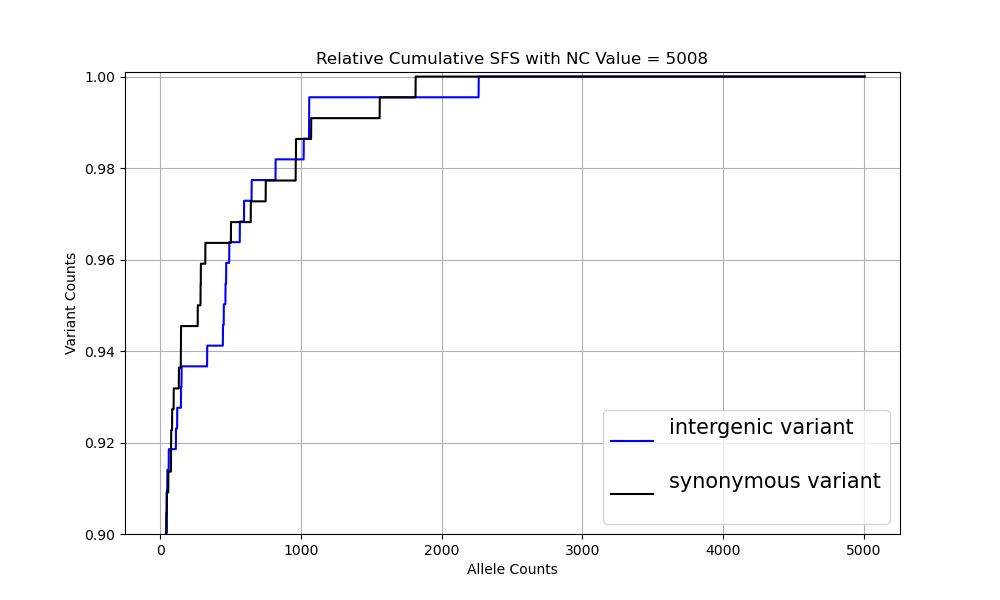 Relative Cumulative SFS with NC Value = 5008
Variant Counts
1.00
0.98
0.96
0.94
0.92
0.90
0
1000
2000
3000
4000
5000
Allele Counts
intergenic variant
synonymous variant